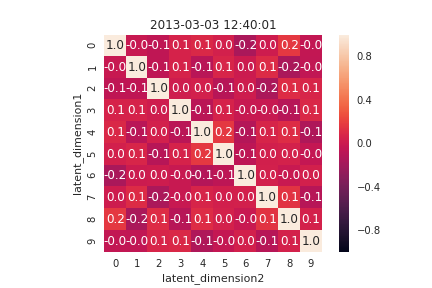 2013-03-03 12:40:01
latent_dimension1
0 1.0 -0.0 -0.1 0.1 0.1 0.0 -0.2 0.0 0.2 -0.0
1 -0.0 1.0 -0.1 0.1 -0.1 0.1 0.0 0.1 -0.2 -0.0
2 -0.1 -0.1 1.0 0.0 0.0 -0.1 0.0 -0.2 0.1 0.1
3 0.1 0.1 0.0 1.0 -0.1 0.1 -0.0 -0.0 -0.1 0.1
4 0.1 -0.1 0.0 -0.1 1.0 0.2 -0.1 0.1 0.1 -0.1
5 0.0 0.1 -0.1 0.1 0.2 1.0 -0.1 0.0 0.0 -0.0
6 -0.2 0.0 0.0 -0.0 -0.1 -0.1 1.0 0.0 -0.0 0.0
7 0.0 0.1 -0.2 -0.0 0.1 0.0 0.0 1.0 0.1 -0.1
8 0.2 -0.2 0.1 -0.1 0.1 0.0 -0.0 0.1 1.0 0.1
9 -0.0 -0.0 0.1 0.1 -0.1 -0.0 0.0 -0.1 0.1 1.0
0 1 2 3 4 5 6 7 8 9
latent_dimension2
0.8
0.4
0.0
-0.4
-0.8